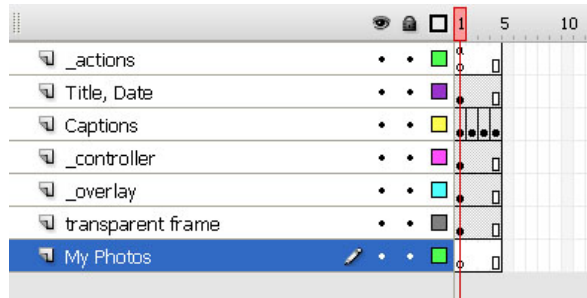 1 5 10
_actions
a
Title, Date
Captions
_controller
_overlay
transparent frame
My Photos